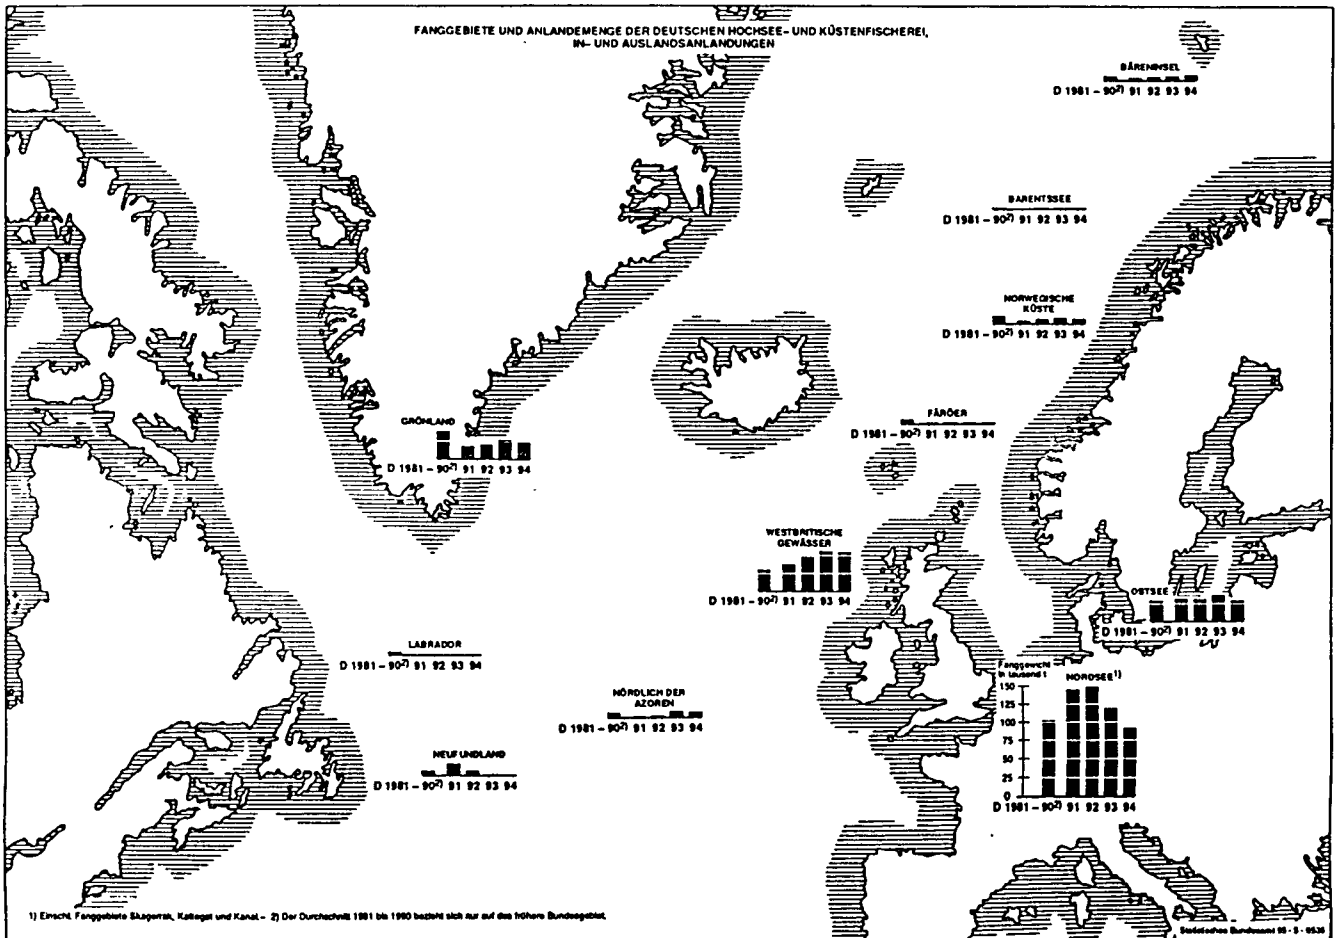 FANGGEBIETE UND ANLANDEMENGE DER DEUTSCHEN HOCHSEE- UND KÜSTENFISCHEREI,
IN- UND AUSLANDSANLANDUNGEN
BÄRENINSEL
D 1981 - 90²) 91 92 93 94
BARENTSSEE
D 1981 - 90²) 91 92 93 94
NORWEGISCHE
KÜSTE
D 1981 - 90²) 91 92 93 94
FÄRÖER
D 1981 - 90²) 91 92 93 94
GRÖNLAND
D 1981 - 90²) 91 92 93 94
WESTBRITISCHE
GEWÄSSER
D 1981 - 90²) 91 92 93 94
OSTSEE
D 1981 - 90²) 91 92 93 94
LABRADOR
D 1981 - 90²) 91 92 93 94
Fanggewicht
in tausend t
NORDSEE¹)
150
125
100
75
50
25
0
D 1981 - 90²) 91 92 93 94
NÖRDLICH DER
AZOREN
D 1981 - 90²) 91 92 93 94
NEUFUNDLAND
D 1981 - 90²) 91 92 93 94
1) Einschl. Fanggebiete Skagerrak, Kattegat und Kanal. - 2) Der Durchschnitt 1981 bis 1990 bezieht sich nur auf das frühere Bundesgebiet.
Statistisches Bundesamt 95 - 5 - 0535